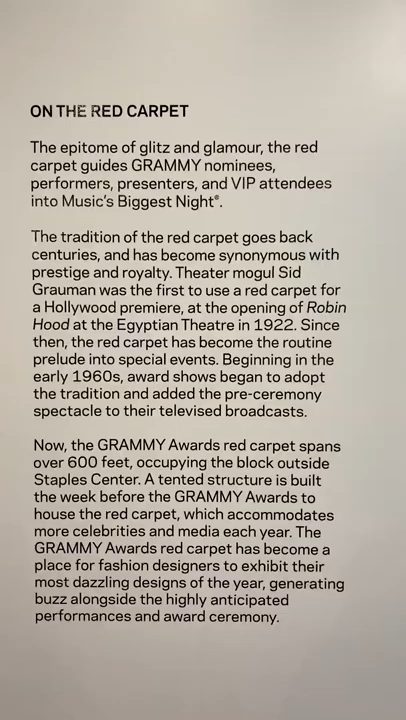 ON THE RED CARPET
The epitome of glitz and glamour, the red
carpet guides GRAMMY nominees,
performers, presenters, and VIP attendees
into Music's Biggest Night®.
The tradition of the red carpet goes back
centuries, and has become synonymous with
prestige and royalty. Theater mogul Sid
Grauman was the first to use a red carpet for
a Hollywood premiere, at the opening of Robin
Hood at the Egyptian Theatre in 1922. Since
then, the red carpet has become the routine
prelude into special events. Beginning in the
early 1960s, award shows began to adopt
the tradition and added the pre-ceremony
spectacle to their televised broadcasts.
Now, the GRAMMY Awards red carpet spans
over 600 feet, occupying the block outside
Staples Center. A tented structure is built
the week before the GRAMMY Awards to
house the red carpet, which accommodates
more celebrities and media each year. The
GRAMMY Awards red carpet has become a
place for fashion designers to exhibit their
most dazzling designs of the year, generating
buzz alongside the highly anticipated
performances and award ceremony.